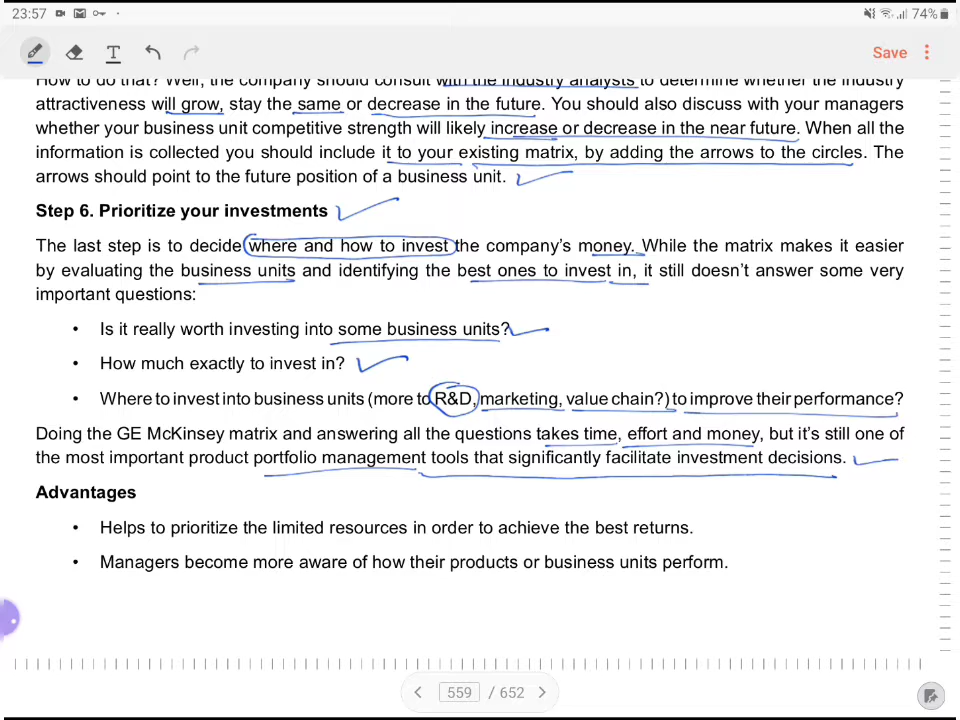 23:57
74%
T
Save
How to do that? Well, the company should consult with the industry analysts to determine whether the industry
attractiveness will grow, stay the same or decrease in the future. You should also discuss with your managers
whether your business unit competitive strength will likely increase or decrease in the near future. When all the
information is collected you should include it to your existing matrix, by adding the arrows to the circles. The
arrows should point to the future position of a business unit.
Step 6. Prioritize your investments
The last step is to decide where and how to invest the company's money. While the matrix makes it easier
by evaluating the business units and identifying the best ones to invest in, it still doesn't answer some very
important questions:
• Is it really worth investing into some business units?
• How much exactly to invest in?
• Where to invest into business units (more to R&D, marketing, value chain?) to improve their performance?
Doing the GE McKinsey matrix and answering all the questions takes time, effort and money, but it's still one of
the most important product portfolio management tools that significantly facilitate investment decisions.
Advantages
• Helps to prioritize the limited resources in order to achieve the best returns.
• Managers become more aware of how their products or business units perform.
559 / 652